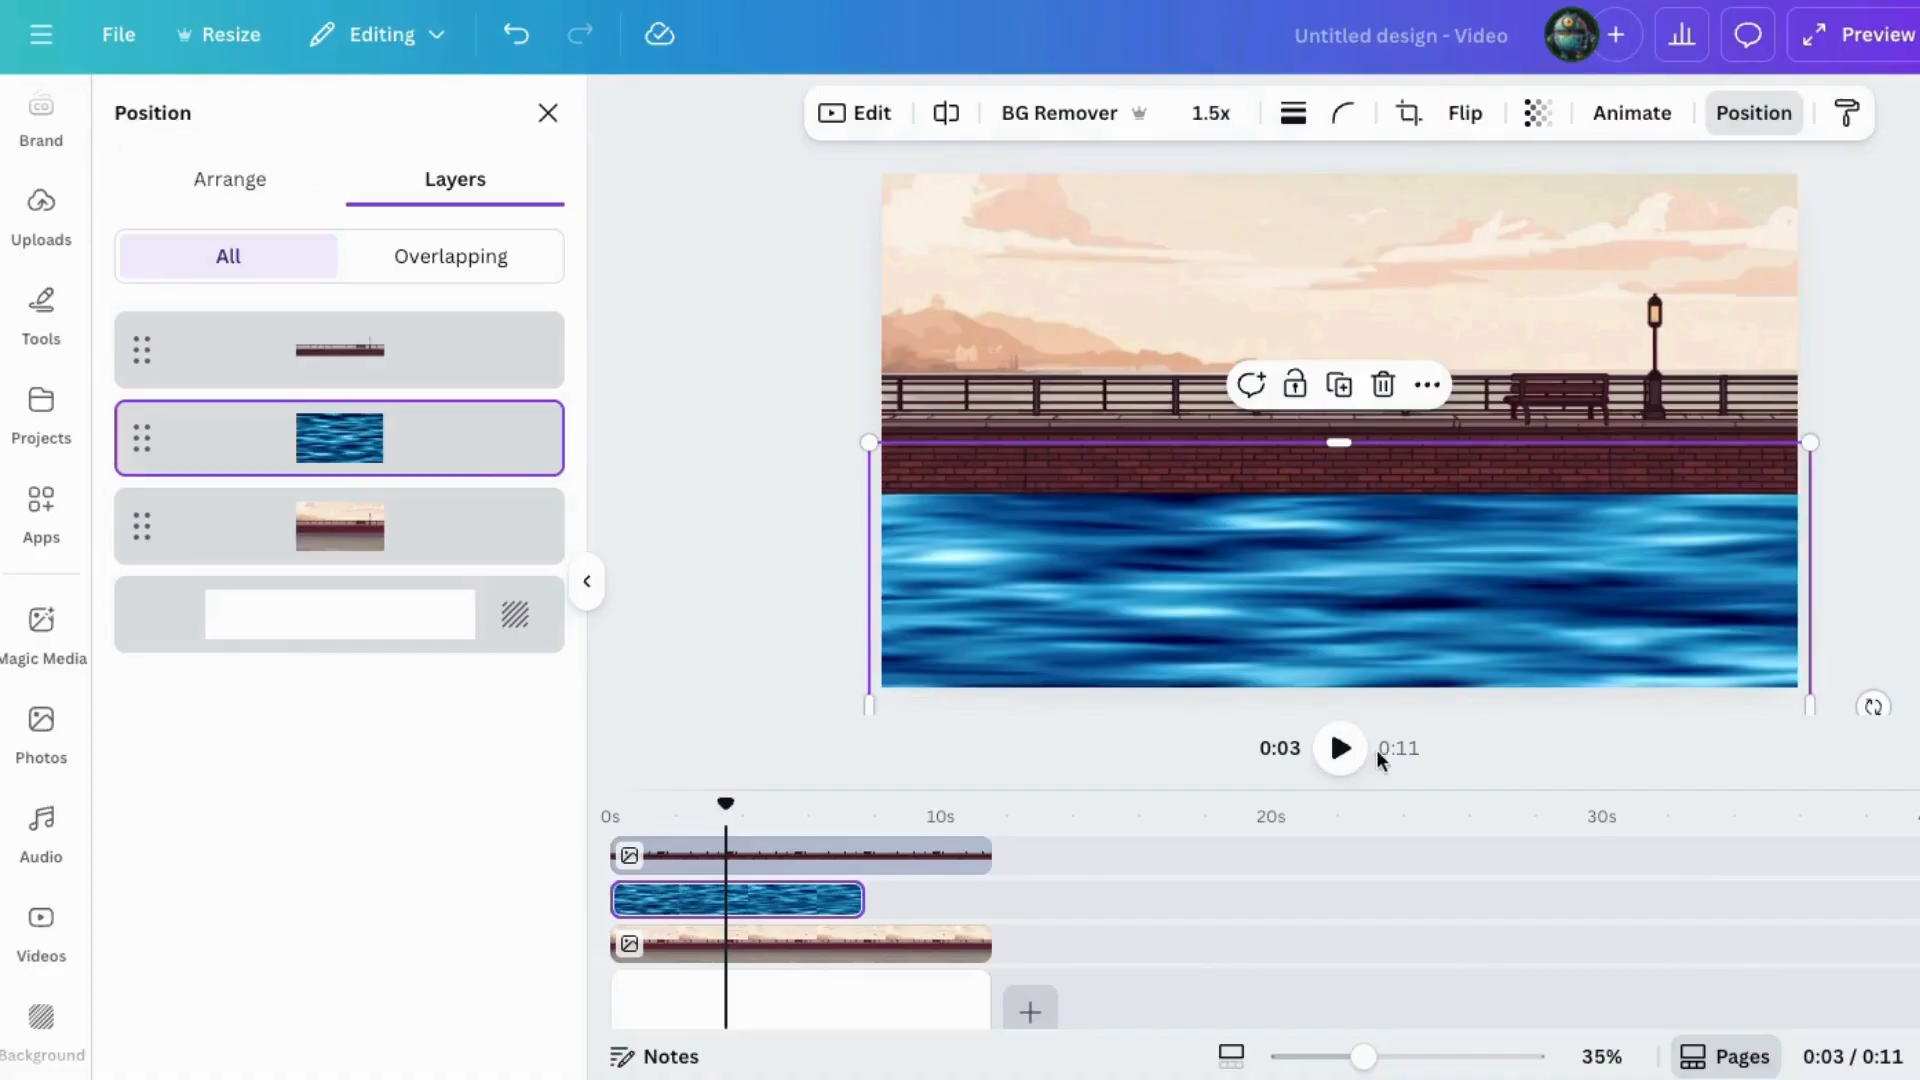 File Resize Editing Untitled design - Video Preview
Brand
Uploads
Tools
Projects
Apps
Magic Media
Photos
Audio
Videos
Background
Position
Arrange Layers
All Overlapping
Edit BG Remover 1.5x Flip Animate Position
0:03 0:11
0s 10s 20s 30s
Notes 35% Pages 0:03 / 0:11